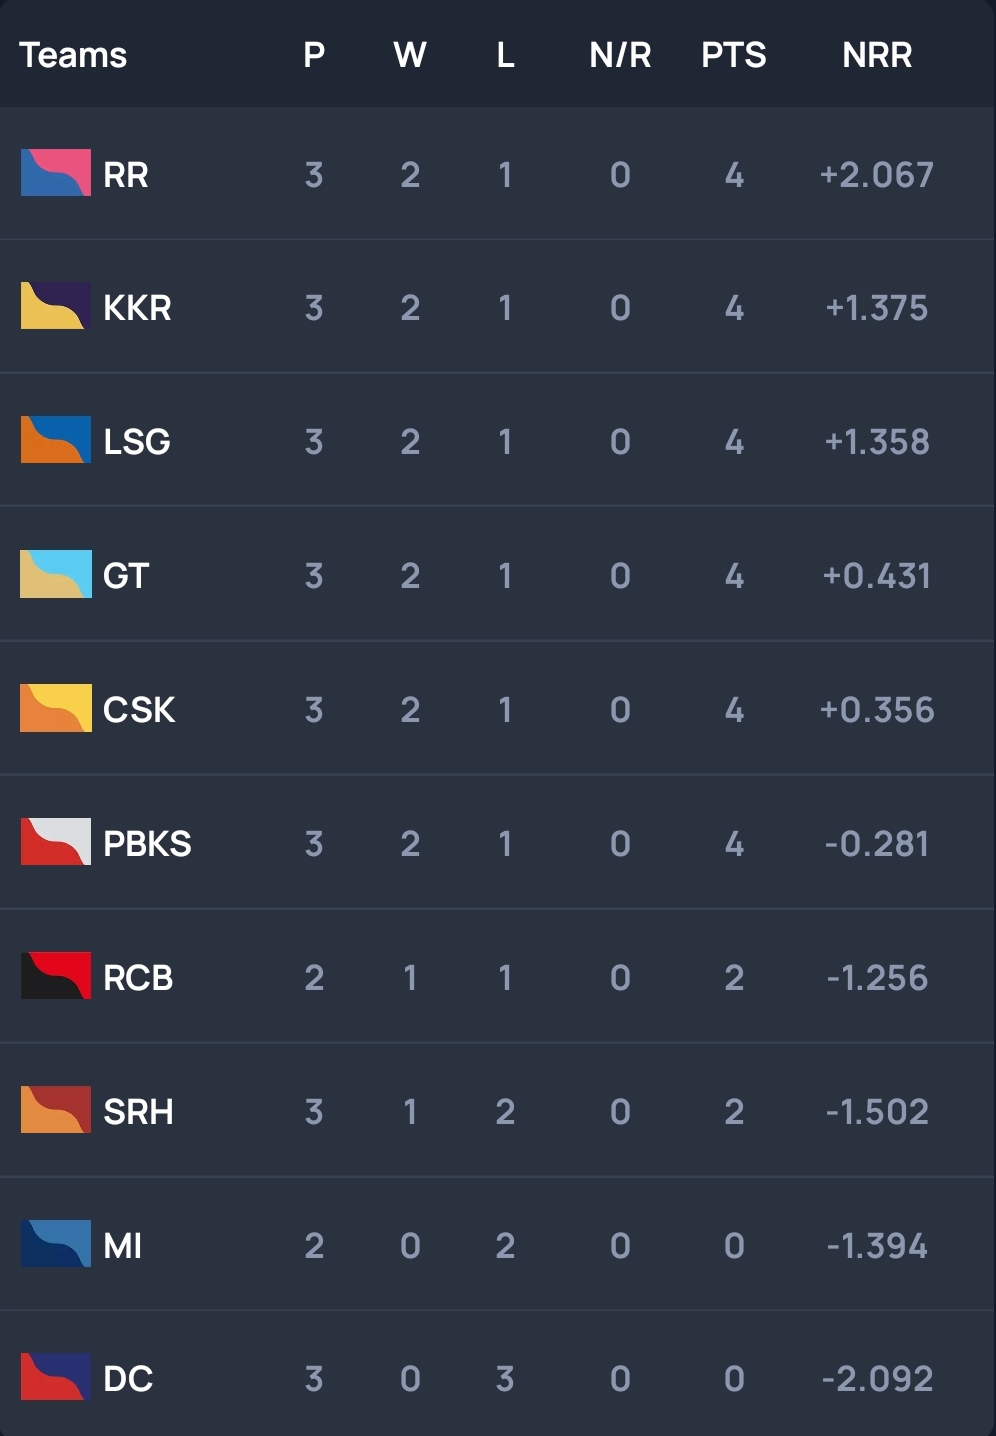 Teams P W L N/R PTS NRR
RR 3 2 1 0 4 +2.067
KKR 3 2 1 0 4 +1.375
LSG 3 2 1 0 4 +1.358
GT 3 2 1 0 4 +0.431
CSK 3 2 1 0 4 +0.356
PBKS 3 2 1 0 4 -0.281
RCB 2 1 1 0 2 -1.256
SRH 3 1 2 0 2 -1.502
MI 2 0 2 0 0 -1.394
DC 3 0 3 0 0 -2.092